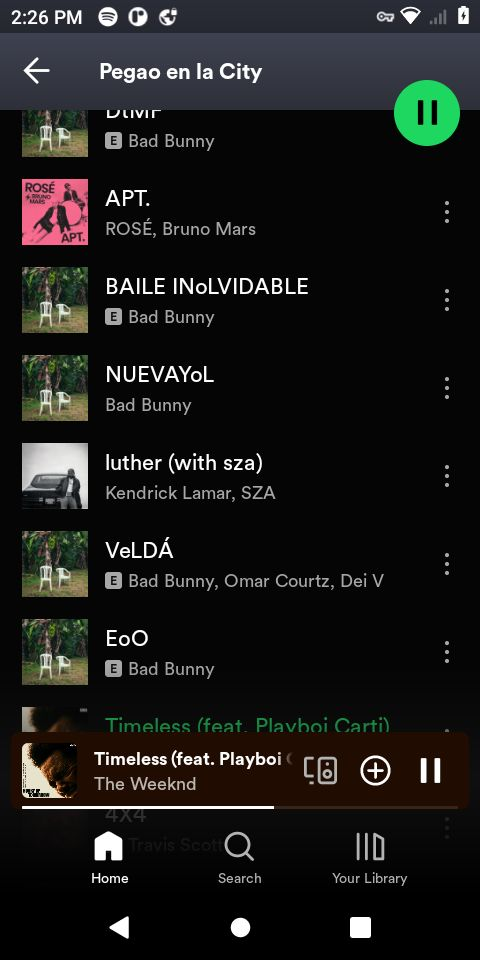 2:26 PM
Pegao en la City
DtMF
E Bad Bunny
ROSÉ & BRUNO MARS
APT.
APT.
ROSÉ, Bruno Mars
BAILE INoLVIDABLE
E Bad Bunny
NUEVAYoL
Bad Bunny
luther (with sza)
Kendrick Lamar, SZA
VeLDÁ
E Bad Bunny, Omar Courtz, Dei V
EoO
E Bad Bunny
Timeless (feat. Playboi Carti)
Timeless (feat. Playboi
The Weeknd
4X4
Travis Scott
Home
Search
Your Library